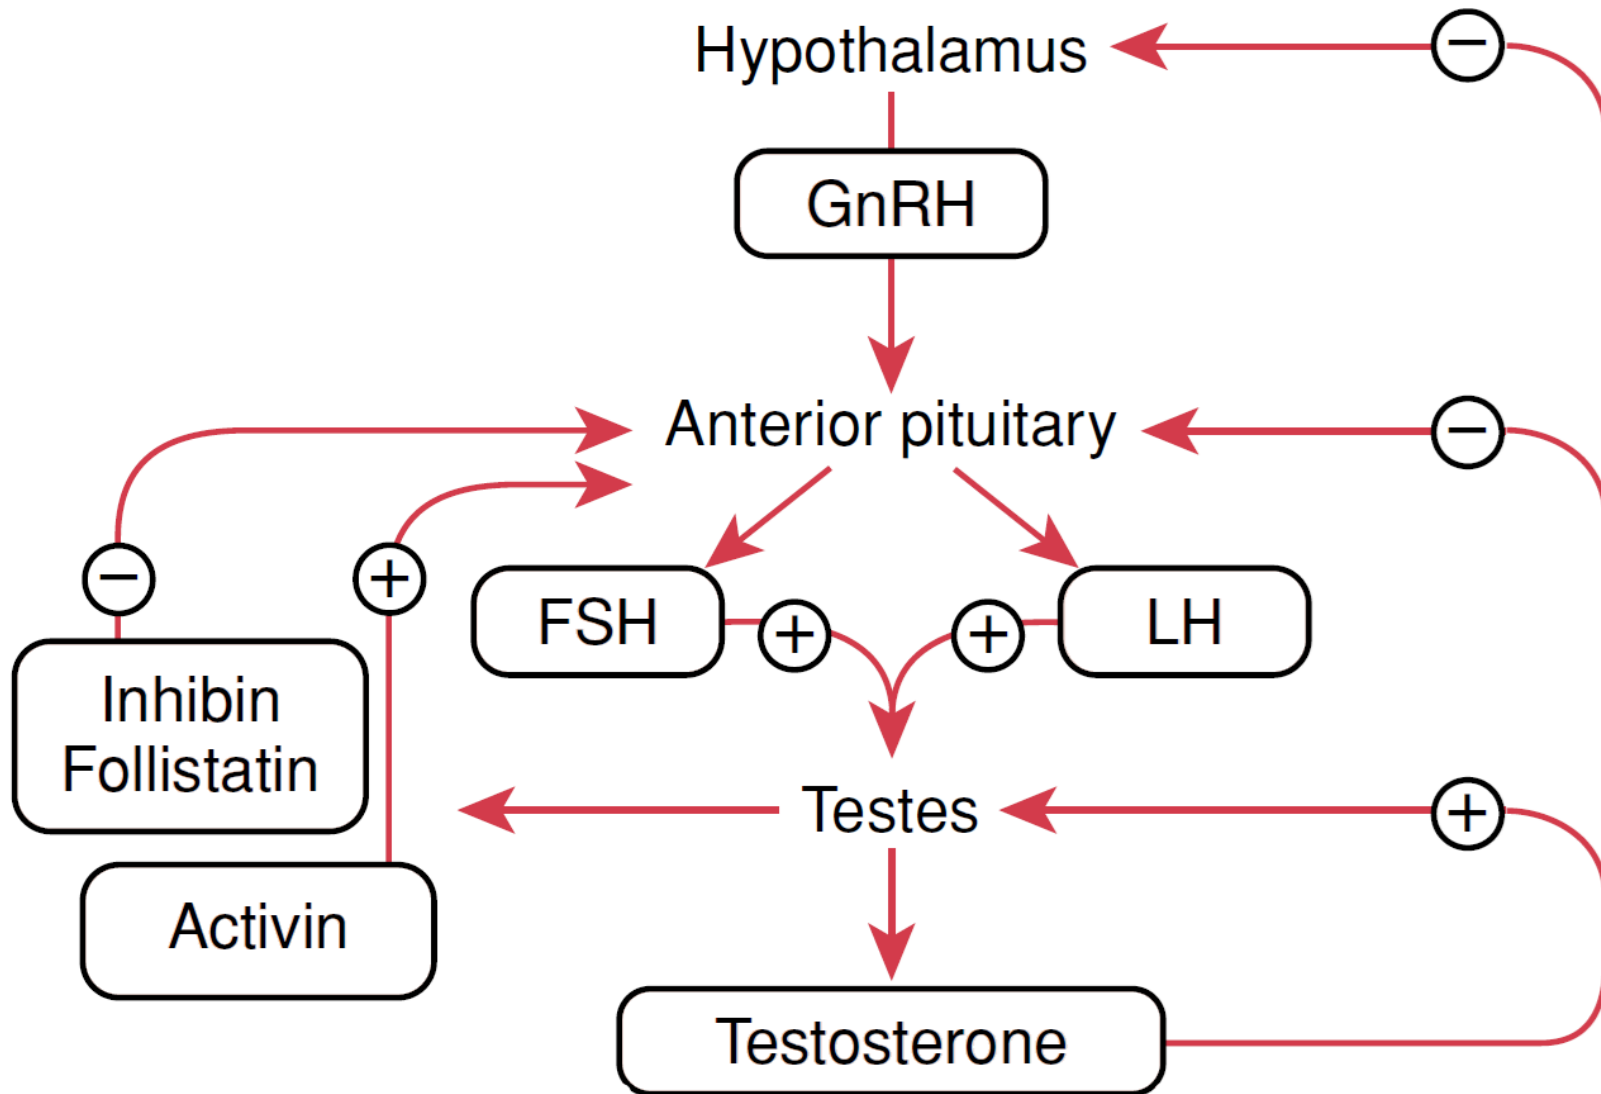 Hypothalamus
−
GnRH
Anterior pituitary
−
−
+
FSH
+
+
LH
Inhibin
Follistatin
Testes
+
Activin
Testosterone